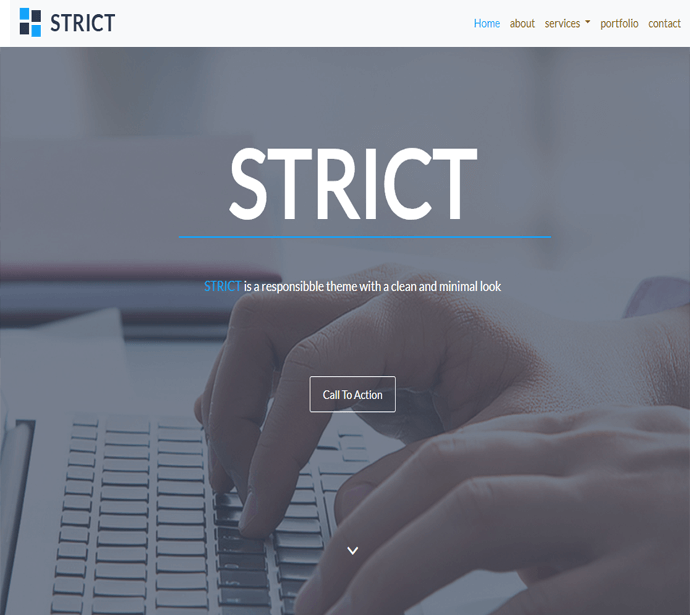 STRICT
Home about services portfolio contact
STRICT
STRICT is a responsibble theme with a clean and minimal look
Call To Action